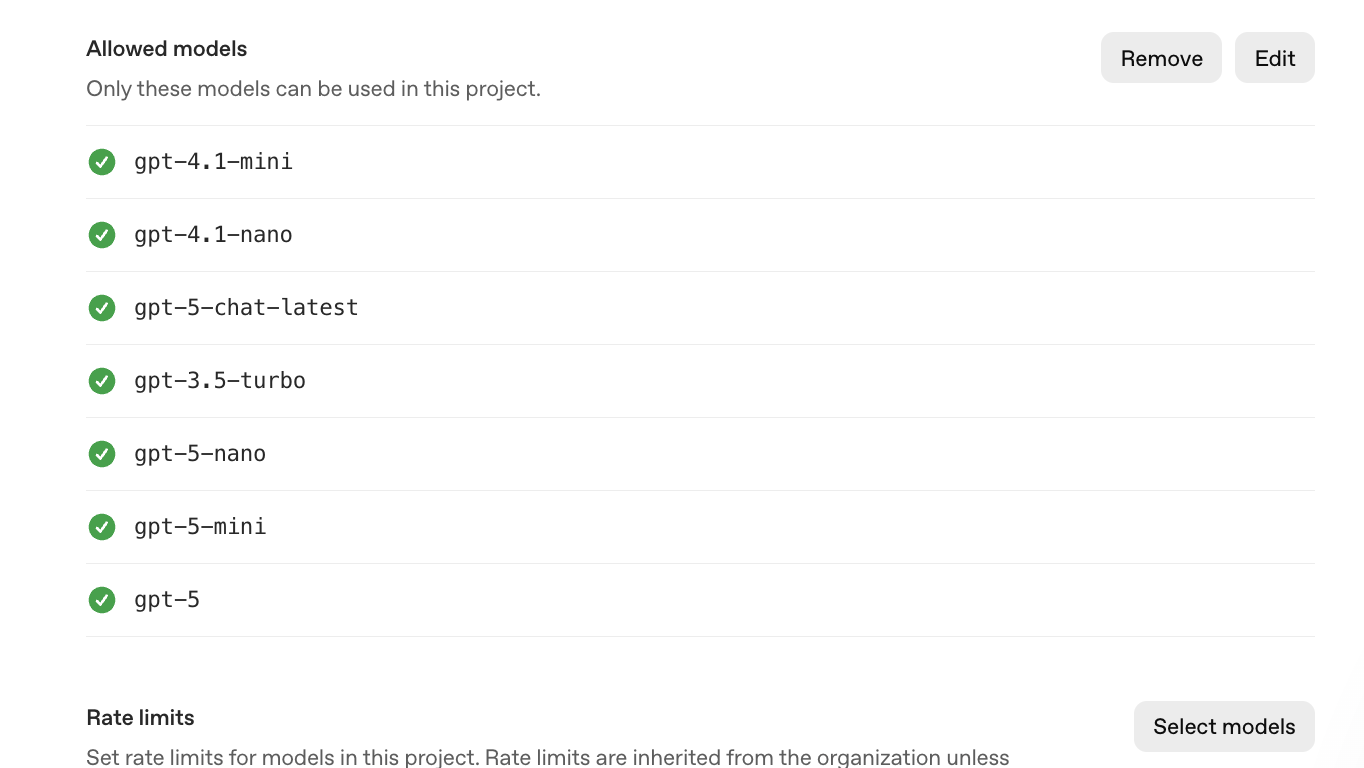 Allowed models
Remove
Edit
Only these models can be used in this project.
gpt-4.1-mini
gpt-4.1-nano
gpt-5-chat-latest
gpt-3.5-turbo
gpt-5-nano
gpt-5-mini
gpt-5
Rate limits
Select models
Set rate limits for models in this project. Rate limits are inherited from the organization unless